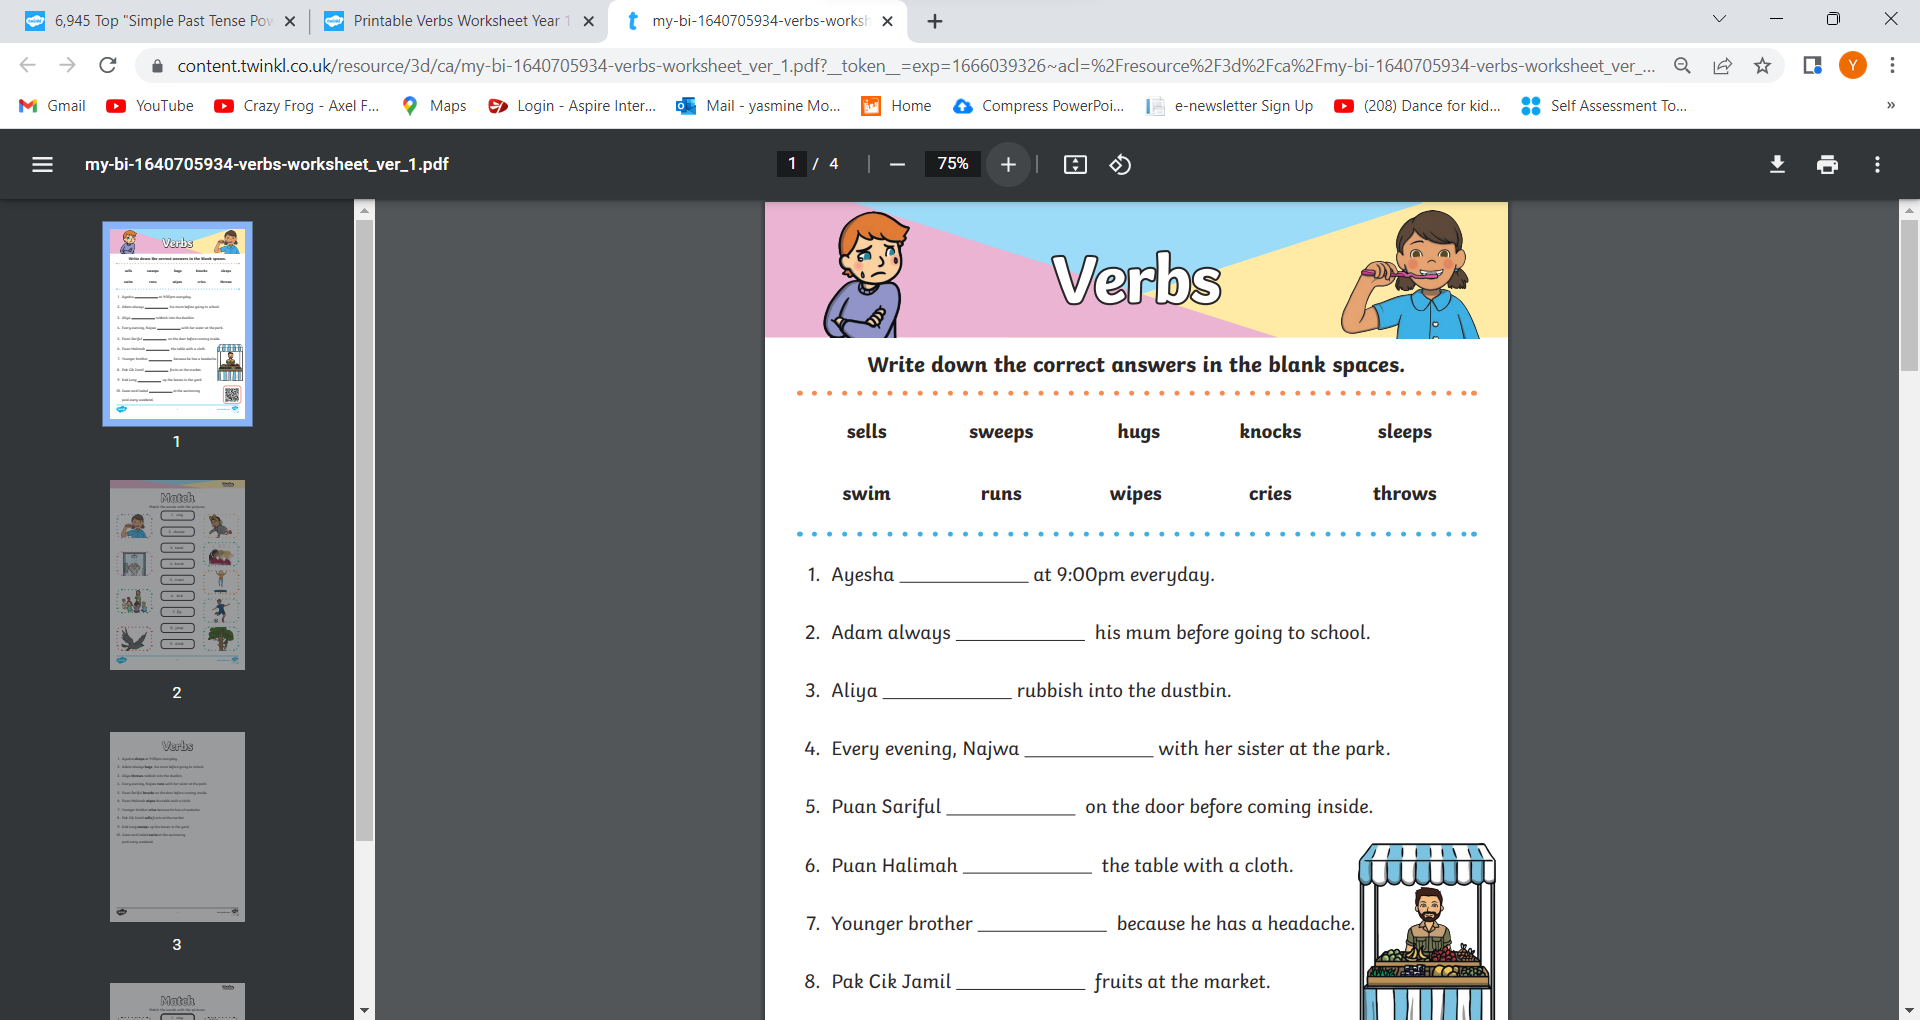 6,945 Top "Simple Past Tense Pow
Printable Verbs Worksheet Year 1
my-bi-1640705934-verbs-worksh
content.twinkl.co.uk/resource/3d/ca/my-bi-1640705934-verbs-worksheet_ver_1.pdf?__token__=exp=1666039326~acl=%2Fresource%2F3d%2Fca%2Fmy-bi-1640705934-verbs-worksheet_ver_...
Y
Gmail YouTube Crazy Frog - Axel F... Maps Login - Aspire Inter... Mail - yasmine Mo... Home Compress PowerPoi... e-newsletter Sign Up (208) Dance for kid... Self Assessment To... »
my-bi-1640705934-verbs-worksheet_ver_1.pdf 1 / 4 75%
1
2
3
Verbs
Match
Verbs
Match
Verbs
Write down the correct answers in the blank spaces.
sells sweeps hugs knocks sleeps
swim runs wipes cries throws
1. Ayesha ____________ at 9:00pm everyday.
2. Adam always ____________ his mum before going to school.
3. Aliya ____________ rubbish into the dustbin.
4. Every evening, Najwa ____________ with her sister at the park.
5. Puan Sariful ____________ on the door before coming inside.
6. Puan Halimah ____________ the table with a cloth.
7. Younger brother ____________ because he has a headache.
8. Pak Cik Jamil ____________ fruits at the market.